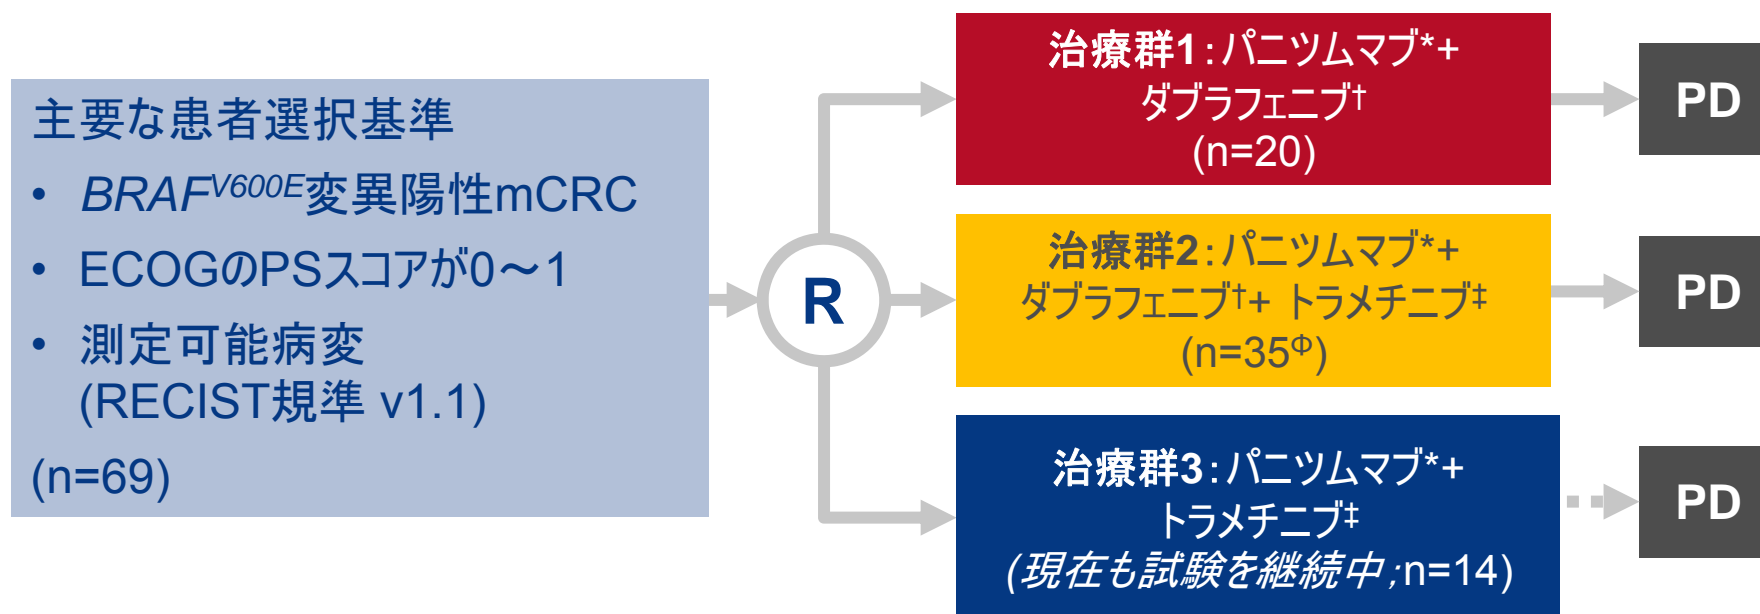 主要な患者選択基準
• BRAFV600E変異陽性mCRC
• ECOGのPSスコアが0～1
• 測定可能病変
(RECIST規準 v1.1)
(n=69)
R
治療群1：パニツムマブ*+
ダブラフェニブ†
(n=20)
PD
治療群2：パニツムマブ*+
ダブラフェニブ†+ トラメチニブ‡
(n=35Φ)
PD
治療群3：パニツムマブ*+
トラメチニブ‡
(現在も試験を継続中;n=14)
PD